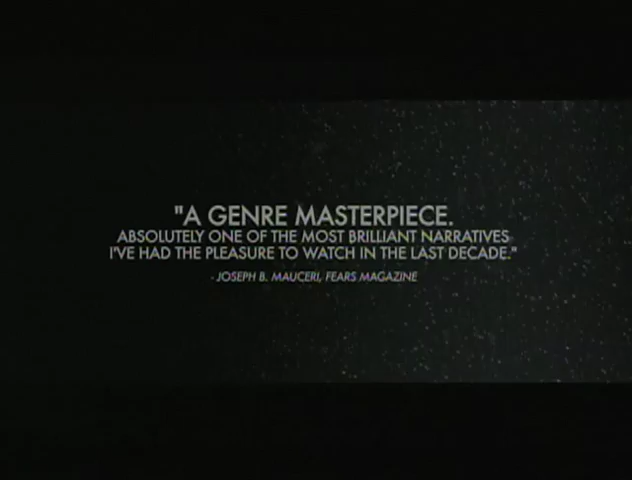 "A GENRE MASTERPIECE.
ABSOLUTELY ONE OF THE MOST BRILLIANT NARRATIVES
I'VE HAD THE PLEASURE TO WATCH IN THE LAST DECADE."
- JOSEPH B. MAUCERI, FEARS MAGAZINE